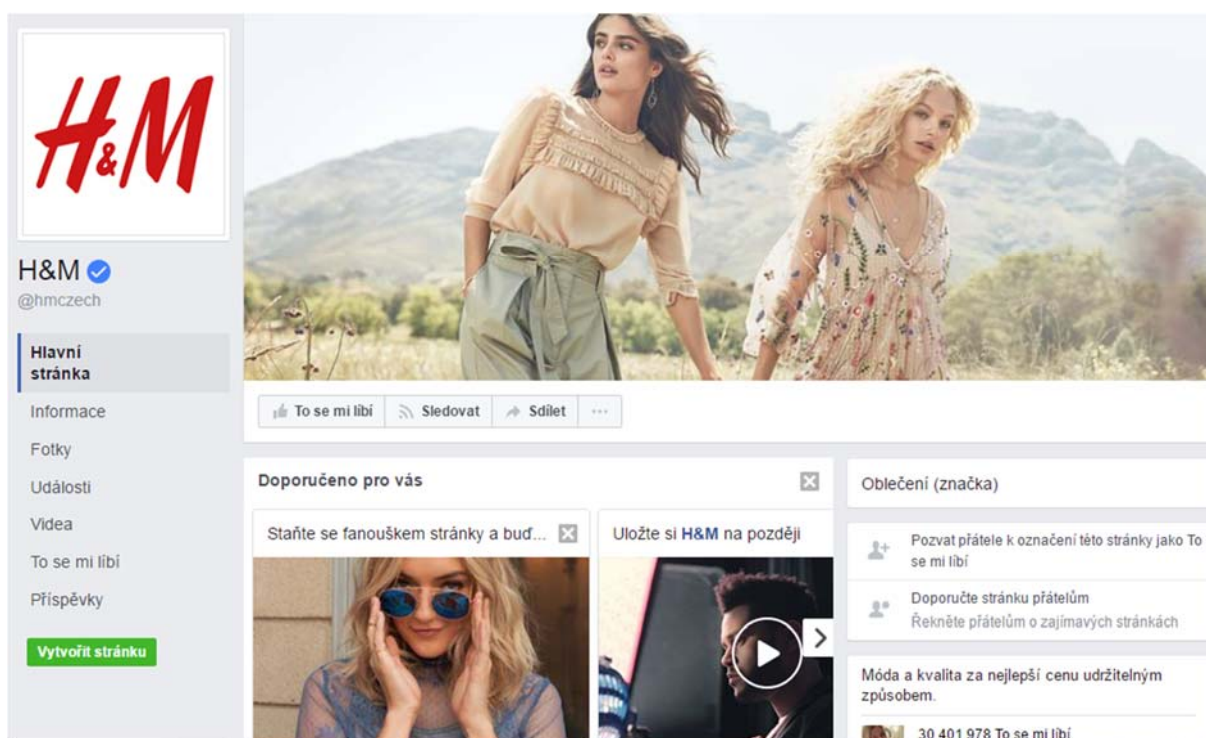 H&M
H&M
@hmczech
Hlavní
stránka
Informace
Fotky
Události
Videa
To se mi líbí
Příspěvky
Vytvořit stránku
To se mi líbí
Sledovat
Sdílet
Doporučeno pro vás
Staňte se fanouškem stránky a buď...
Uložte si H&M na později
Oblečení (značka)
Pozvat přátele k označení této stránky jako To
se mi líbí
Doporučte stránku přátelům
Řekněte přátelům o zajímavých stránkách
Móda a kvalita za nejlepší cenu udržitelným
způsobem.
30 401 978 To se mi líbí